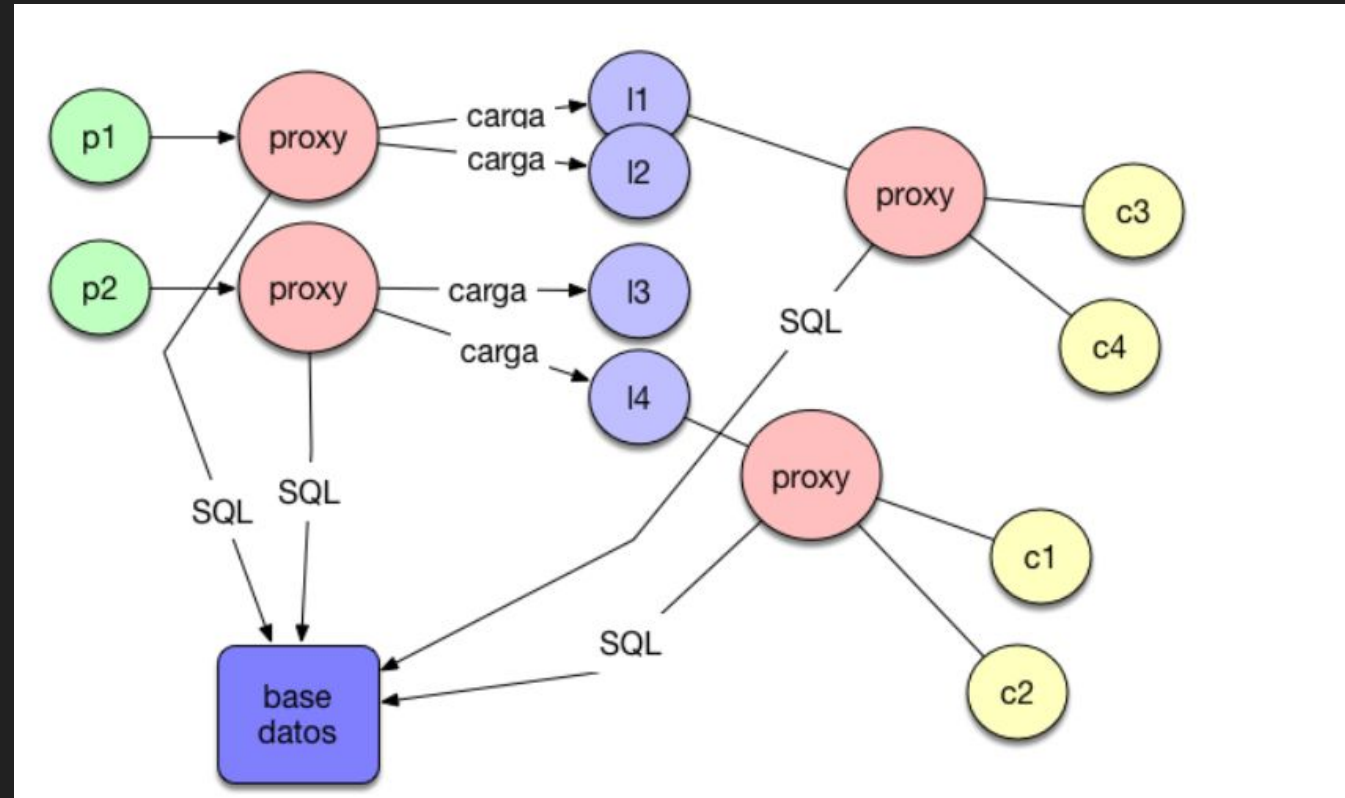 p1
proxy
carga
carga
l1
l2
proxy
c3
c4
p2
proxy
carga
carga
l3
l4
SQL
proxy
c1
c2
SQL
SQL
SQL
base
datos